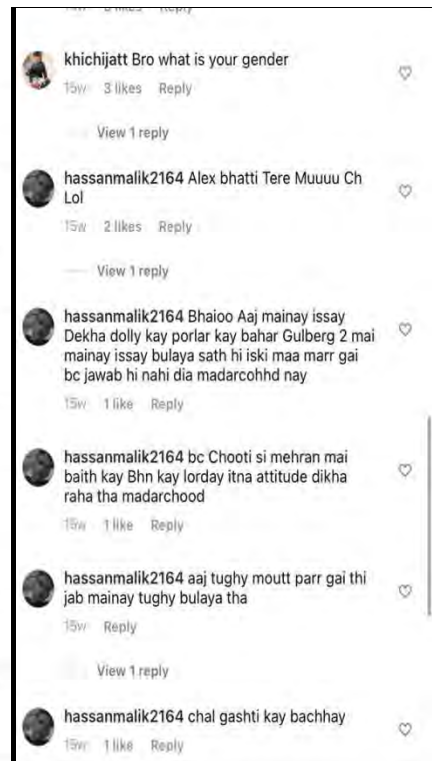 khichijatt Bro what is your gender
15w 3 likes Reply
View 1 reply
hassanmalik2164 Alex bhatti Tere Muuuu Ch
Lol
15w 2 likes Reply
View 1 reply
hassanmalik2164 Bhaioo Aaj mainay issay
Dekha dolly kay porlar kay bahar Gulberg 2 mai
mainay issay bulaya sath hi iski maa marr gai
bc jawab hi nahi dia madarcohhd nay
15w 1 like Reply
hassanmalik2164 bc Chooti si mehran mai
baith kay Bhn kay lorday itna attitude dikha
raha tha madarchood
15w 1 like Reply
hassanmalik2164 aaj tughy moutt parr gai thi
jab mainay tughy bulaya tha
15w Reply
View 1 reply
hassanmalik2164 chal gashti kay bachhay
15w 1 like Reply